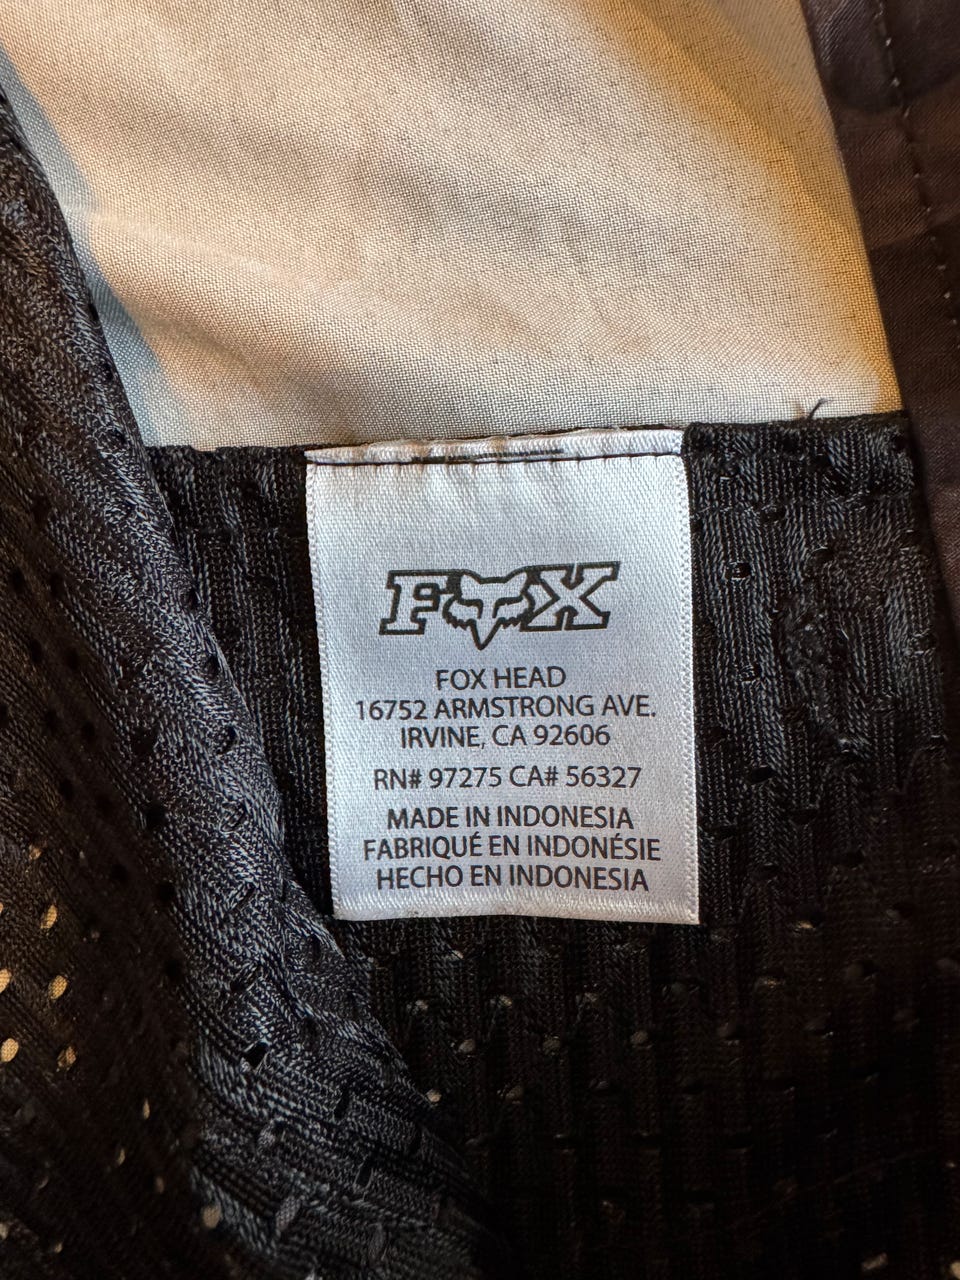 FOX
FOX HEAD
16752 ARMSTRONG AVE.
IRVINE, CA 92606
RN# 97275 CA# 56327
MADE IN INDONESIA
FABRIQUÉ EN INDONÉSIE
HECHO EN INDONESIA